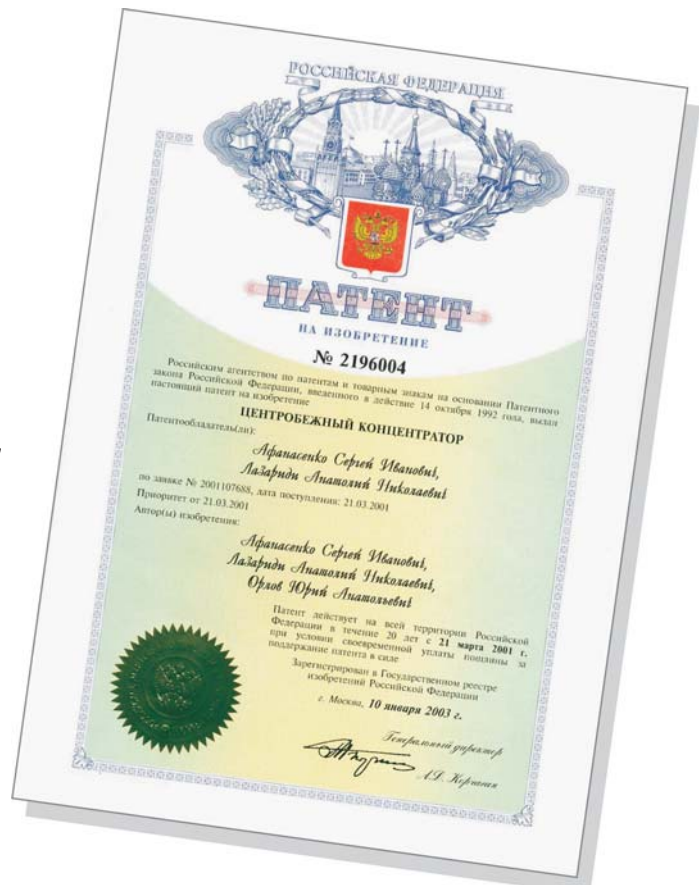 РОССИЙСКАЯ ФЕДЕРАЦИЯ
ПАТЕНТ
НА ИЗОБРЕТЕНИЕ
№ 2196004
Российским агентством по патентам и товарным знакам на основании Патентного
закона Российской Федерации, введенного в действие 14 октября 1992 года, выдан
настоящий патент на изобретение
ЦЕНТРОБЕЖНЫЙ КОНЦЕНТРАТОР
Патентообладатель(ли):
Афанасенко Сергей Иванович,
Лазариди Анатолий Николаевич
по заявке № 2001107688, дата поступления: 21.03.2001
Приоритет от 21.03.2001
Автор(ы) изобретения:
Афанасенко Сергей Иванович,
Лазариди Анатолий Николаевич,
Орлов Юрий Анатольевич
Патент действует на всей территории Российской
Федерации в течение 20 лет с 21 марта 2001 г.
при условии своевременной уплаты пошлины за
поддержание патента в силе
Зарегистрирован в Государственном реестре
изобретений Российской Федерации
г. Москва, 10 января 2003 г.
Генеральный директор
А.Д. Корчагин